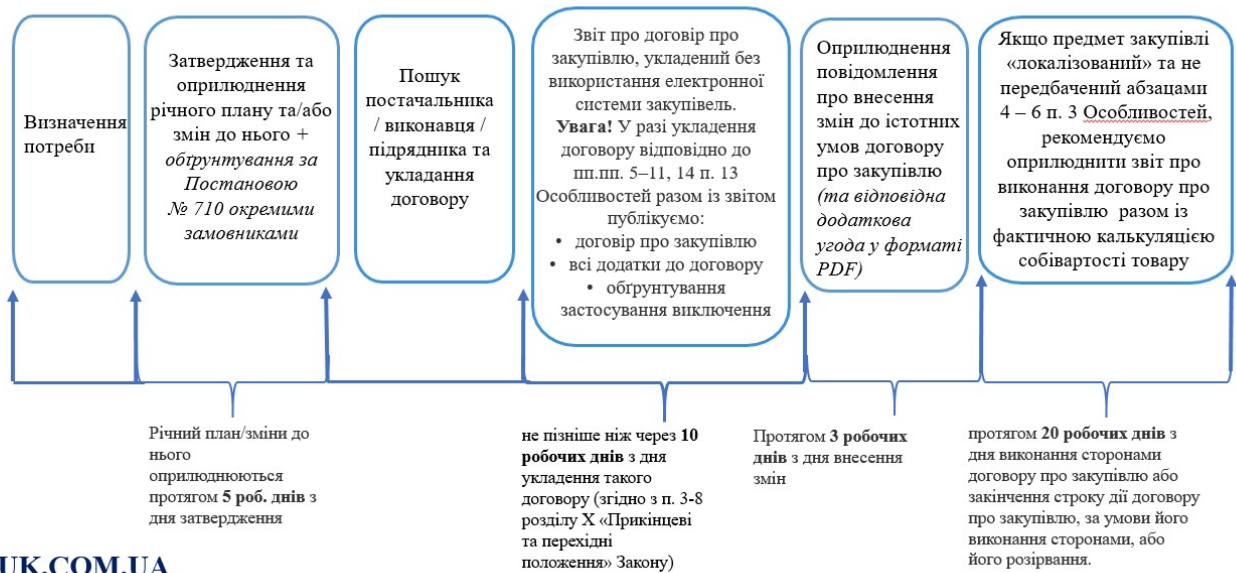 Визначення
потреби
Затвердження та
оприлюднення
річного плану та/або
змін до нього +
обґрунтування за
Постановою
№ 710 окремими
замовниками
Пошук
постачальника
/ виконавця /
підрядника та
укладання
договору
Звіт про договір про
закупівлю, укладений без
використання електронної
системи закупівель.
Увага! У разі укладення
договору відповідно до
пп.пп. 5–11, 14 п. 13
Особливостей разом із звітом
публікуємо:
• договір про закупівлю
• всі додатки до договору
• обґрунтування
застосування виключення
Оприлюднення
повідомлення
про внесення
змін до істотних
умов договору
про закупівлю
(та відповідна
додаткова
угода у форматі
PDF)
Якщо предмет закупівлі
«локалізований» та не
передбачений абзацами
4 – 6 п. 3 Особливостей,
рекомендуємо
оприлюднити звіт про
виконання договору про
закупівлю разом із
фактичною калькуляцією
собівартості товару
Річний план/зміни до
нього
оприлюднюються
протягом 5 роб. днів з
дня затвердження
не пізніше ніж через 10
робочих днів з дня
укладення такого
договору (згідно з п. 3-8
розділу X «Прикінцеві
та перехідні
положення» Закону)
Протягом 3 робочих
днів з дня внесення
змін
протягом 20 робочих днів з
дня виконання сторонами
договору про закупівлю або
закінчення строку дії договору
про закупівлю, за умови його
виконання сторонами, або
його розірвання.
UK.COM.UA